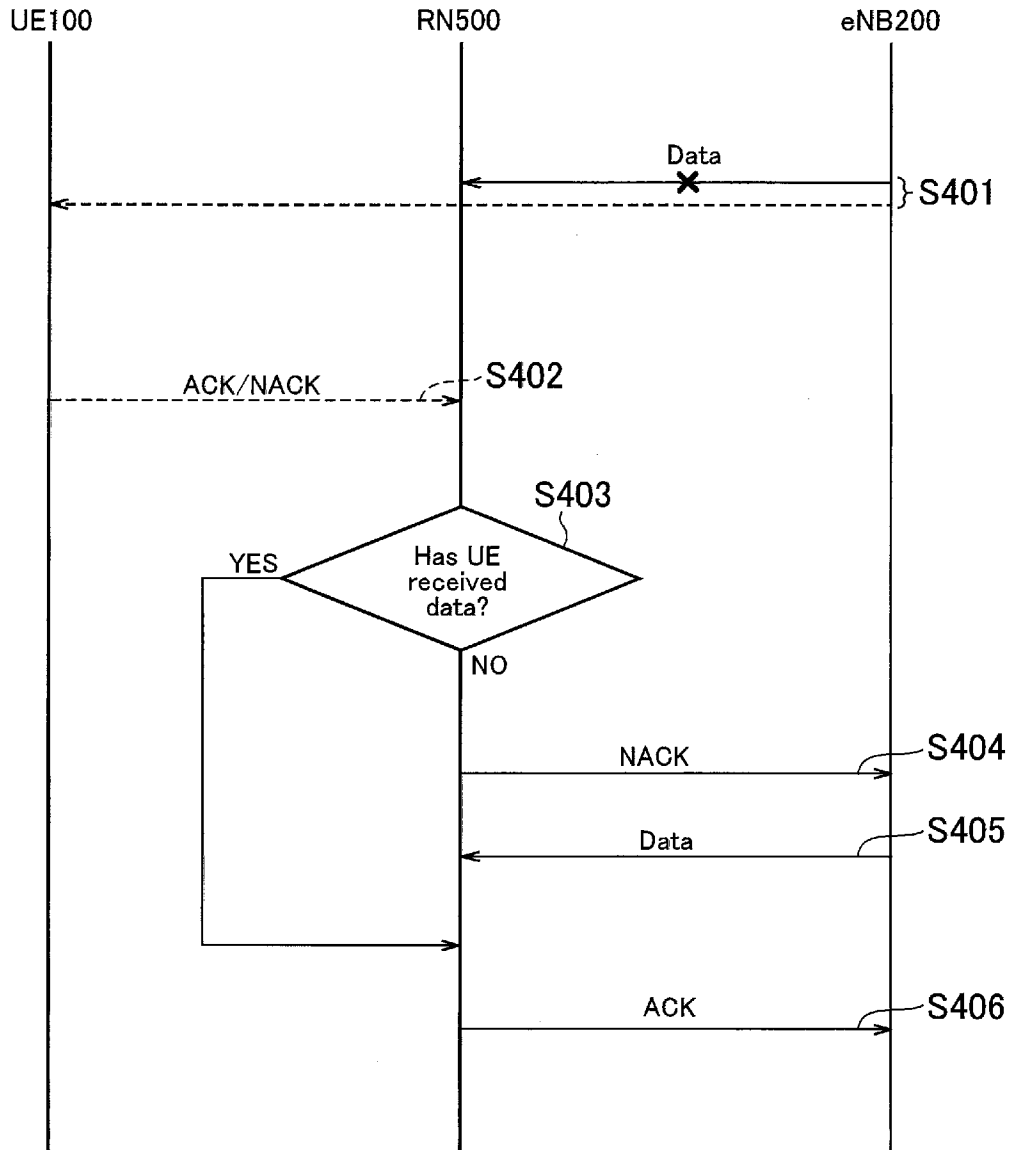 UE100
RN500
eNB200
Data
S401
ACK/NACK
S402
S403
YES
Has UE
received
data?
NO
NACK
S404
Data
S405
ACK
S406